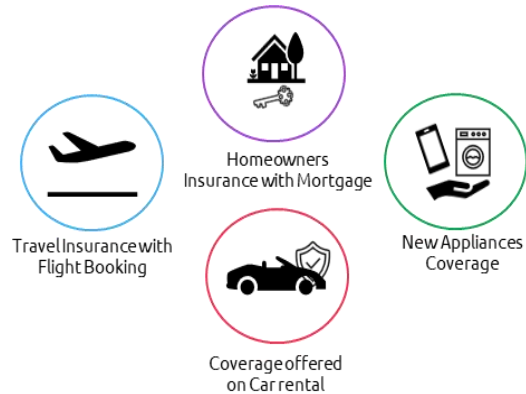 Homeowners
Insurance with Mortgage
Travel Insurance with
Flight Booking
New Appliances
Coverage
Coverage offered
on Car rental